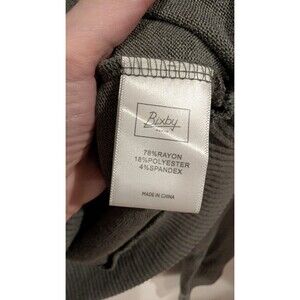 Bixby
78%RAYON
18%POLYESTER
4%SPANDEX
MADE IN CHINA